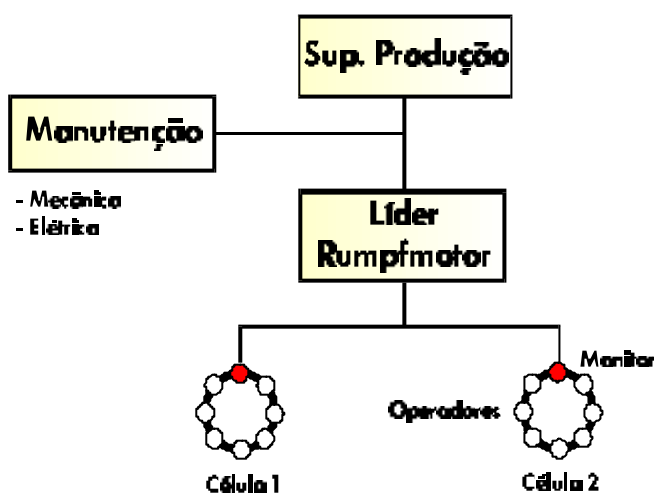 Sup. Produção
Manutenção
- Mecânica
- Elétrica
Líder
Rumpfmotor
Monitor
Operadores
Célula 1
Célula 2